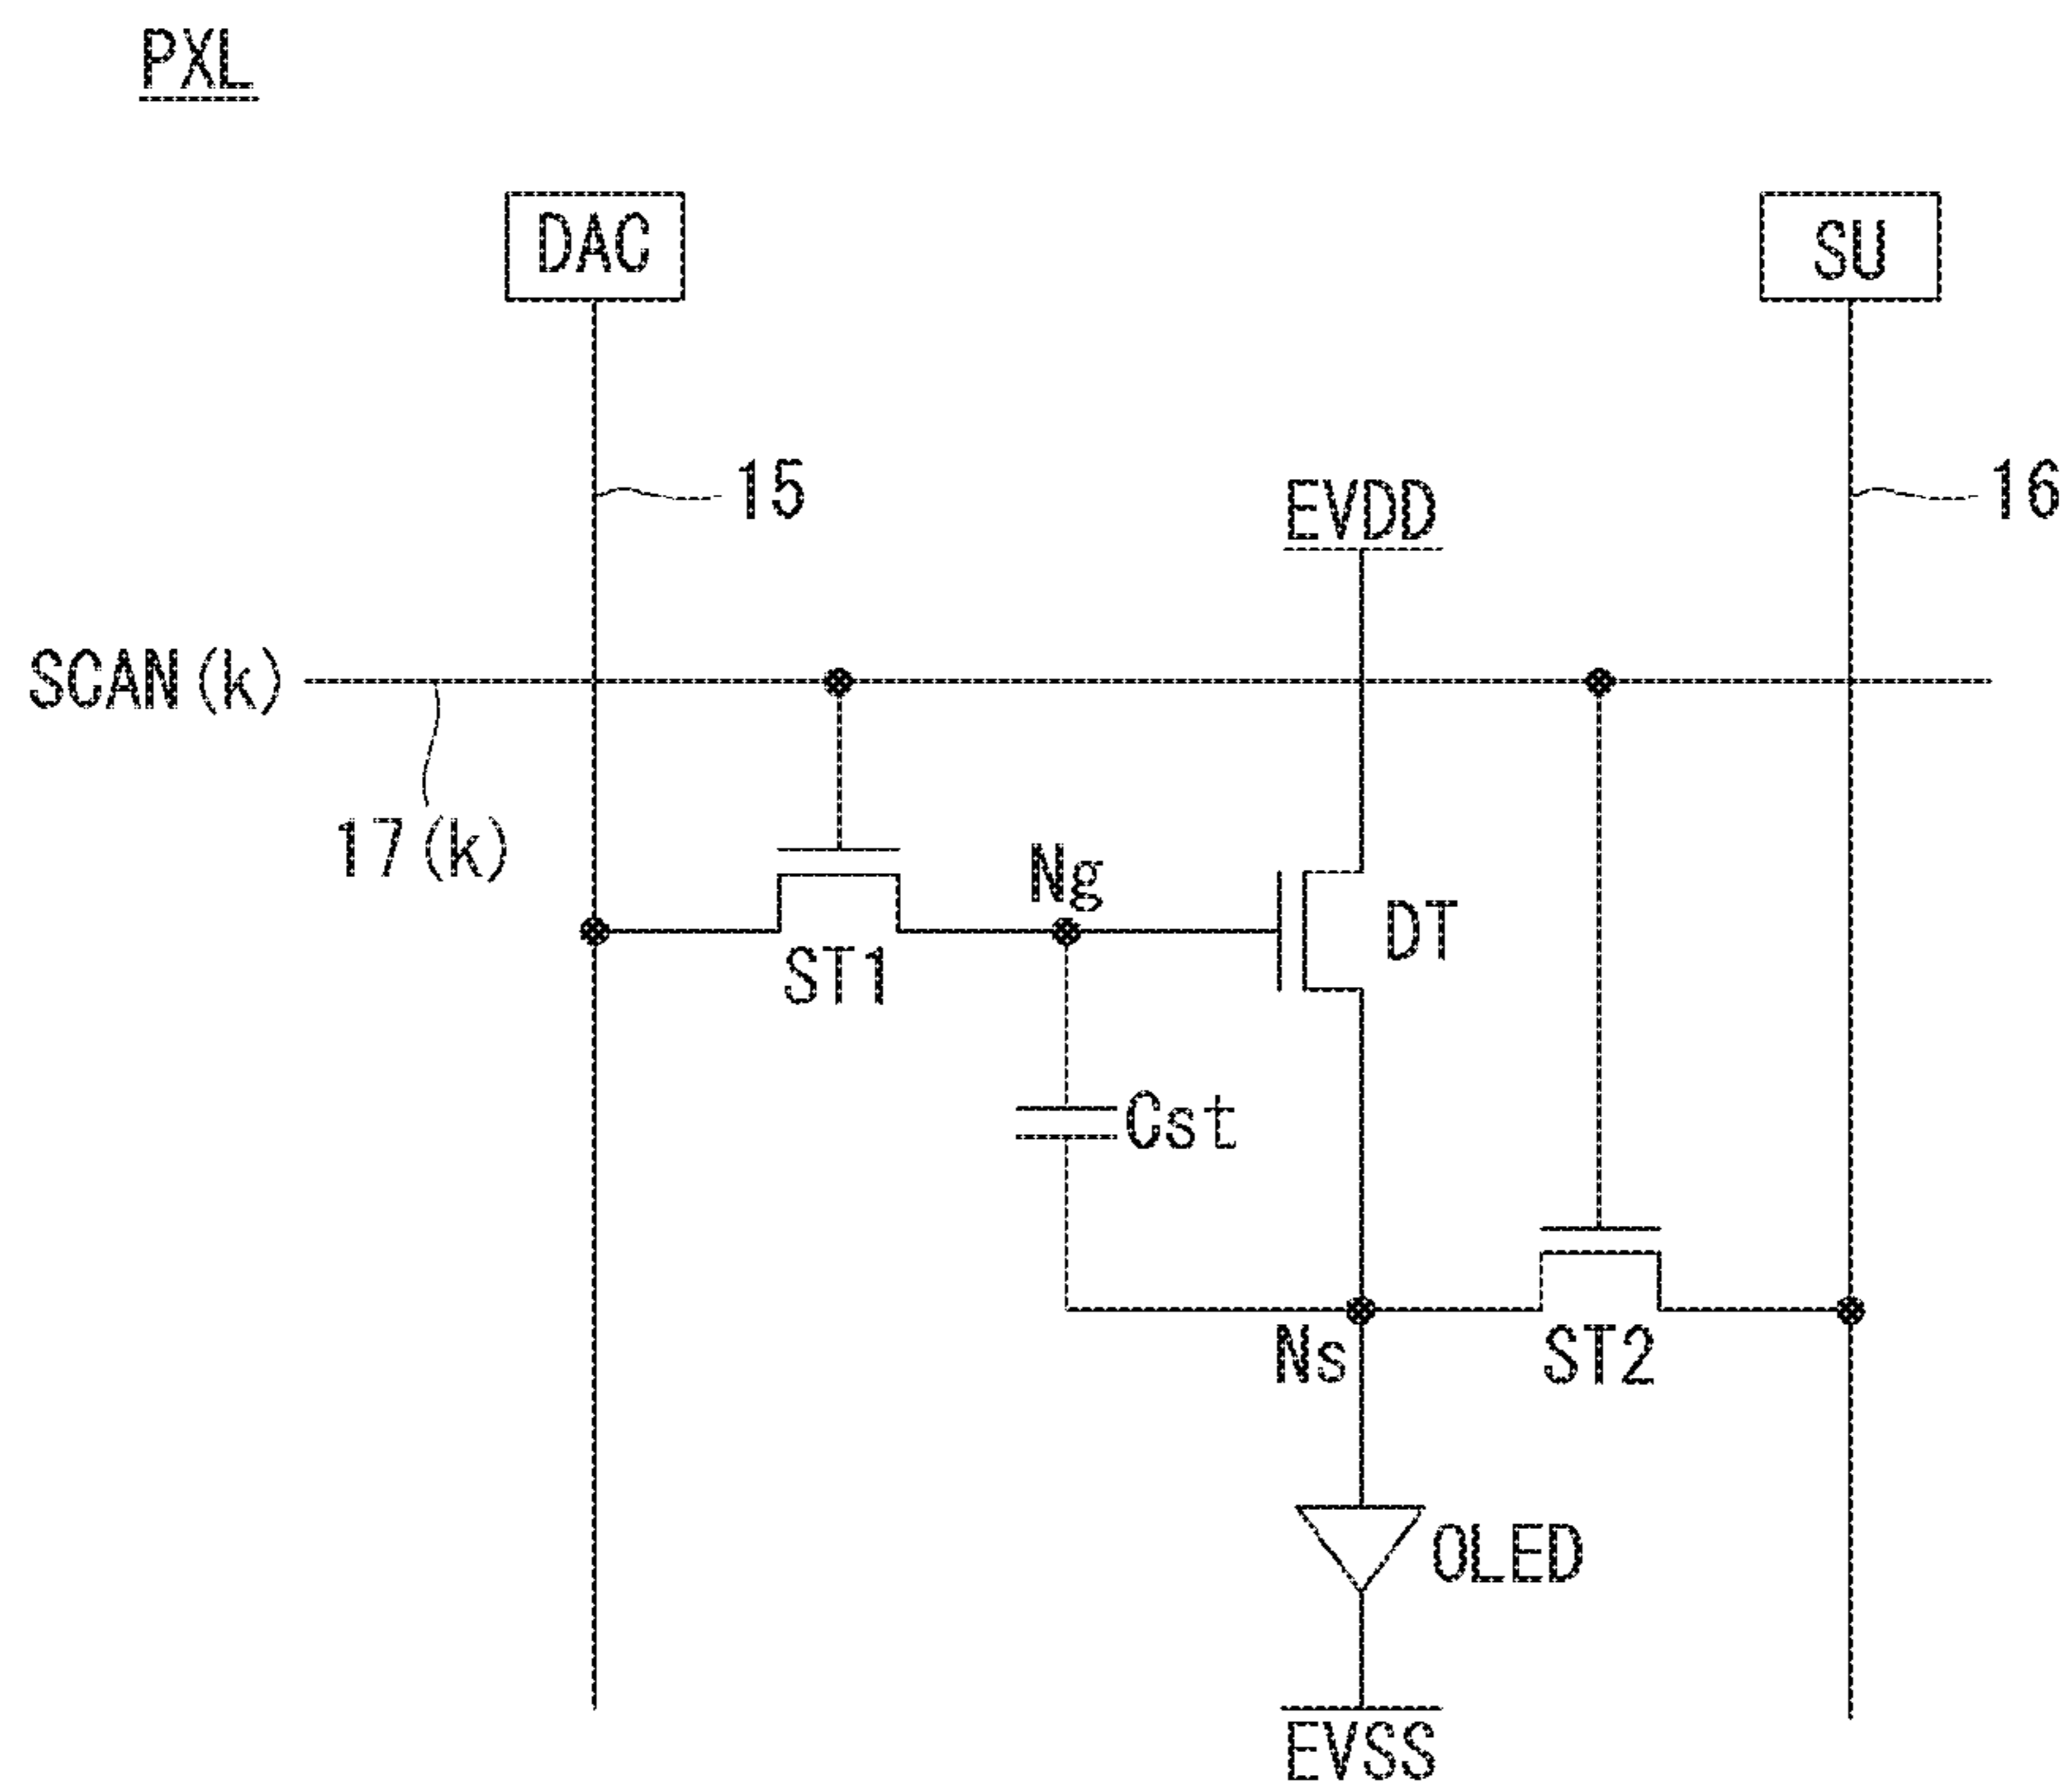 PXL
DAC
SU
15
16
EVDD
SCAN(k)
17(k)
Ng
DT
ST1
Cst
Ns
ST2
OLED
EVSS